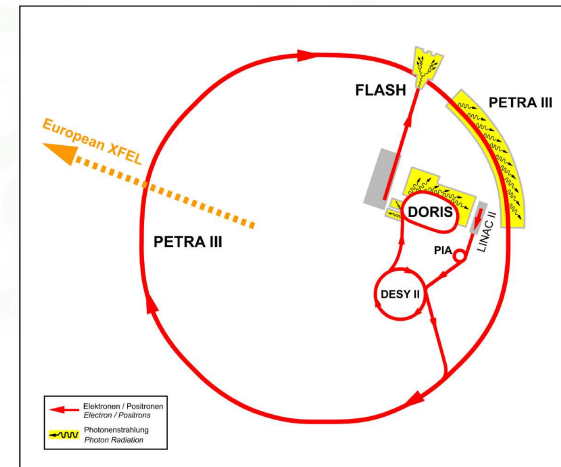 FLASH
PETRA III
European XFEL
DORIS
LINAC II
PETRA III
PIA
DESY II
Elektronen / Positronen
Electron / Positrons
Photonenstrahlung
Photon Radiation